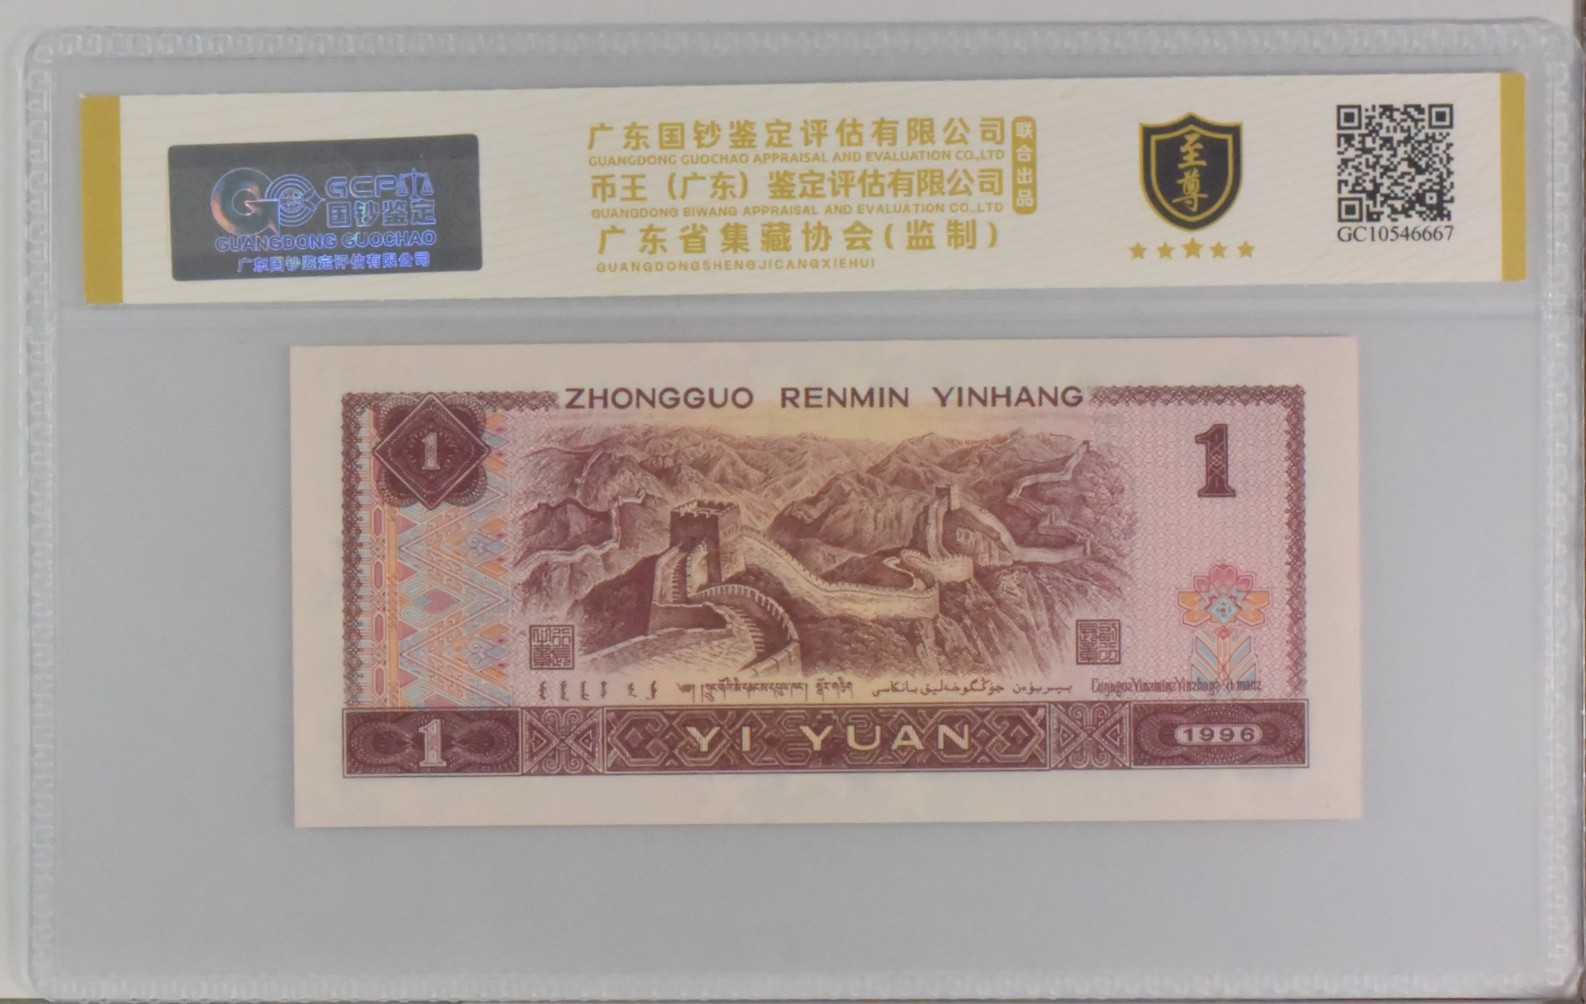 GCP
国钞鉴定
GUANGDONG GUOCHAO
广东国钞鉴定评估有限公司
广东国钞鉴定评估有限公司
GUANGDONG GUOCHAO APPRAISAL AND EVALUATION CO.,LTD
币王（广东）鉴定评估有限公司
GUANGDONG BIWANG APPRAISAL AND EVALUATION CO.,LTD
广东省集藏协会(监制)
GUANGDONGSHENGJICANGXIEHUI
联合出品
至尊
GC10546667
ZHONGGUO RENMIN YINHANG
1
1
1
YI YUAN
1996